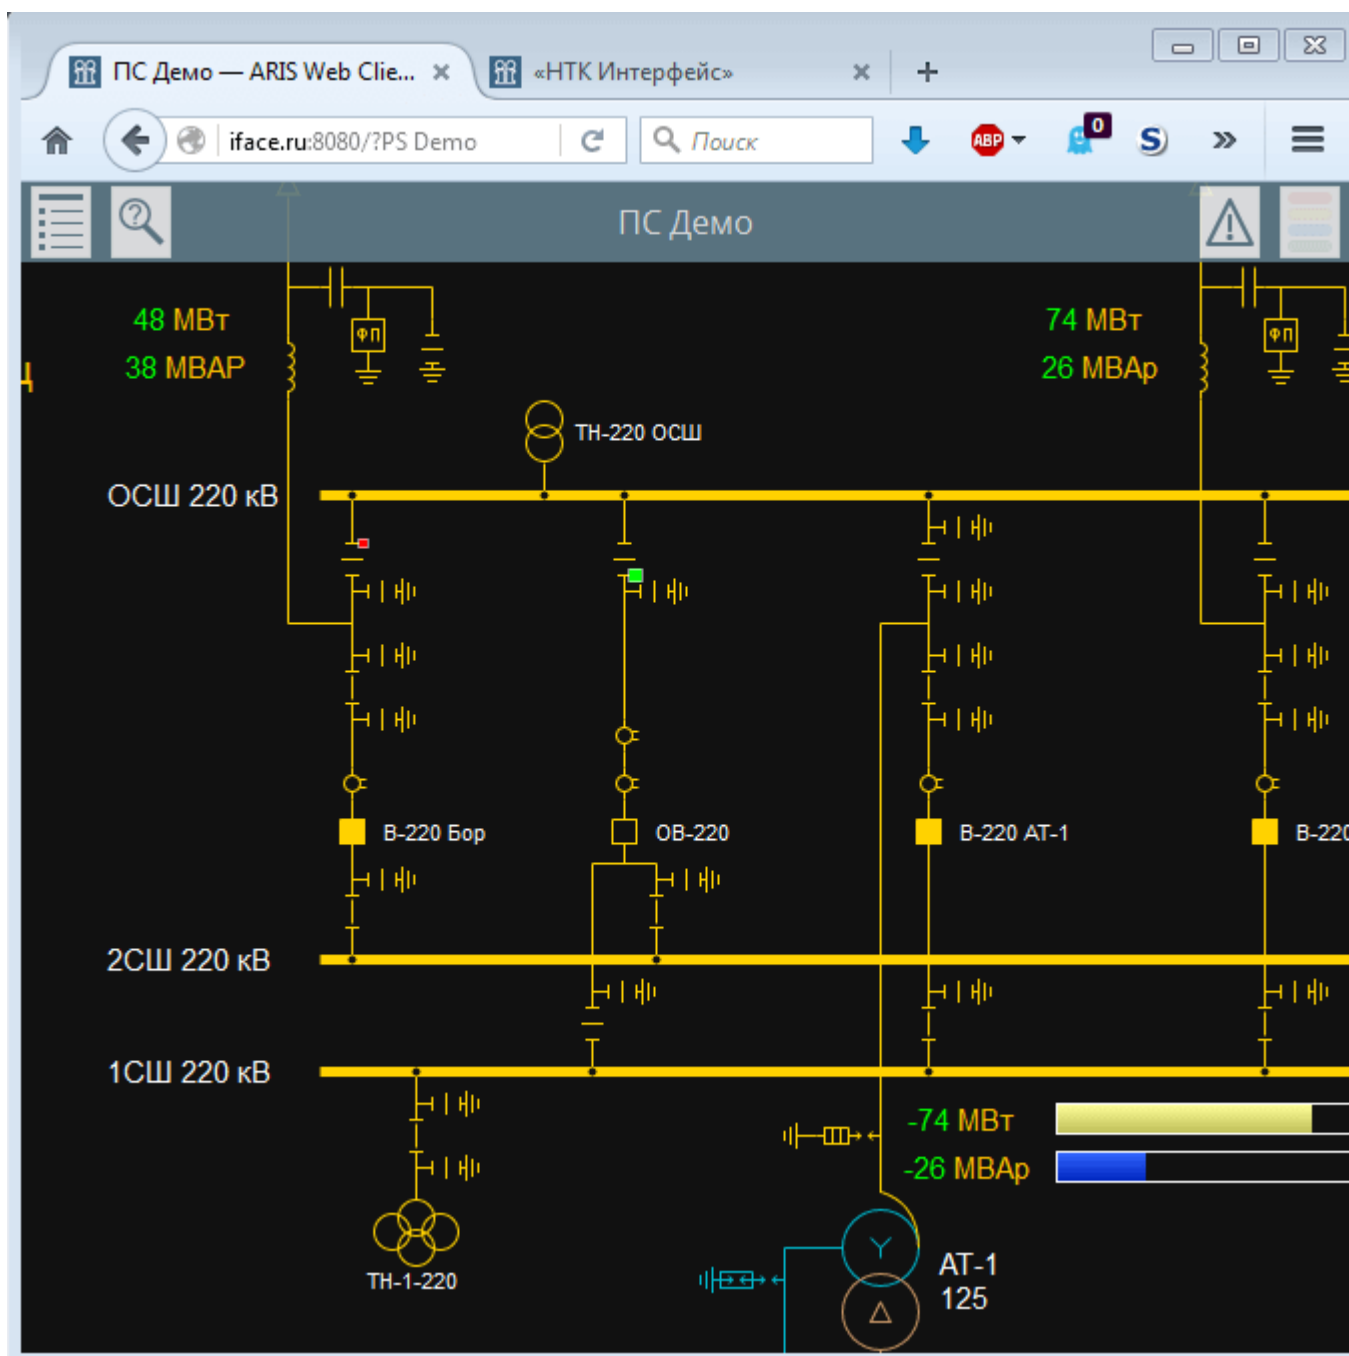 ПС Демо — ARIS Web Clie...
«НТК Интерфейс»
iface.ru:8080/?PS Demo
Поиск
ABP
0
S
ПС Демо
48 МВт
74 МВт
ФП
ФП
38 МВАР
26 МВАр
ТН-220 ОСШ
ОСШ 220 кВ
В-220 Бор
ОВ-220
В-220 АТ-1
В-220
2СШ 220 кВ
1СШ 220 кВ
-74 МВт
-26 МВАр
АТ-1
ТН-1-220
125